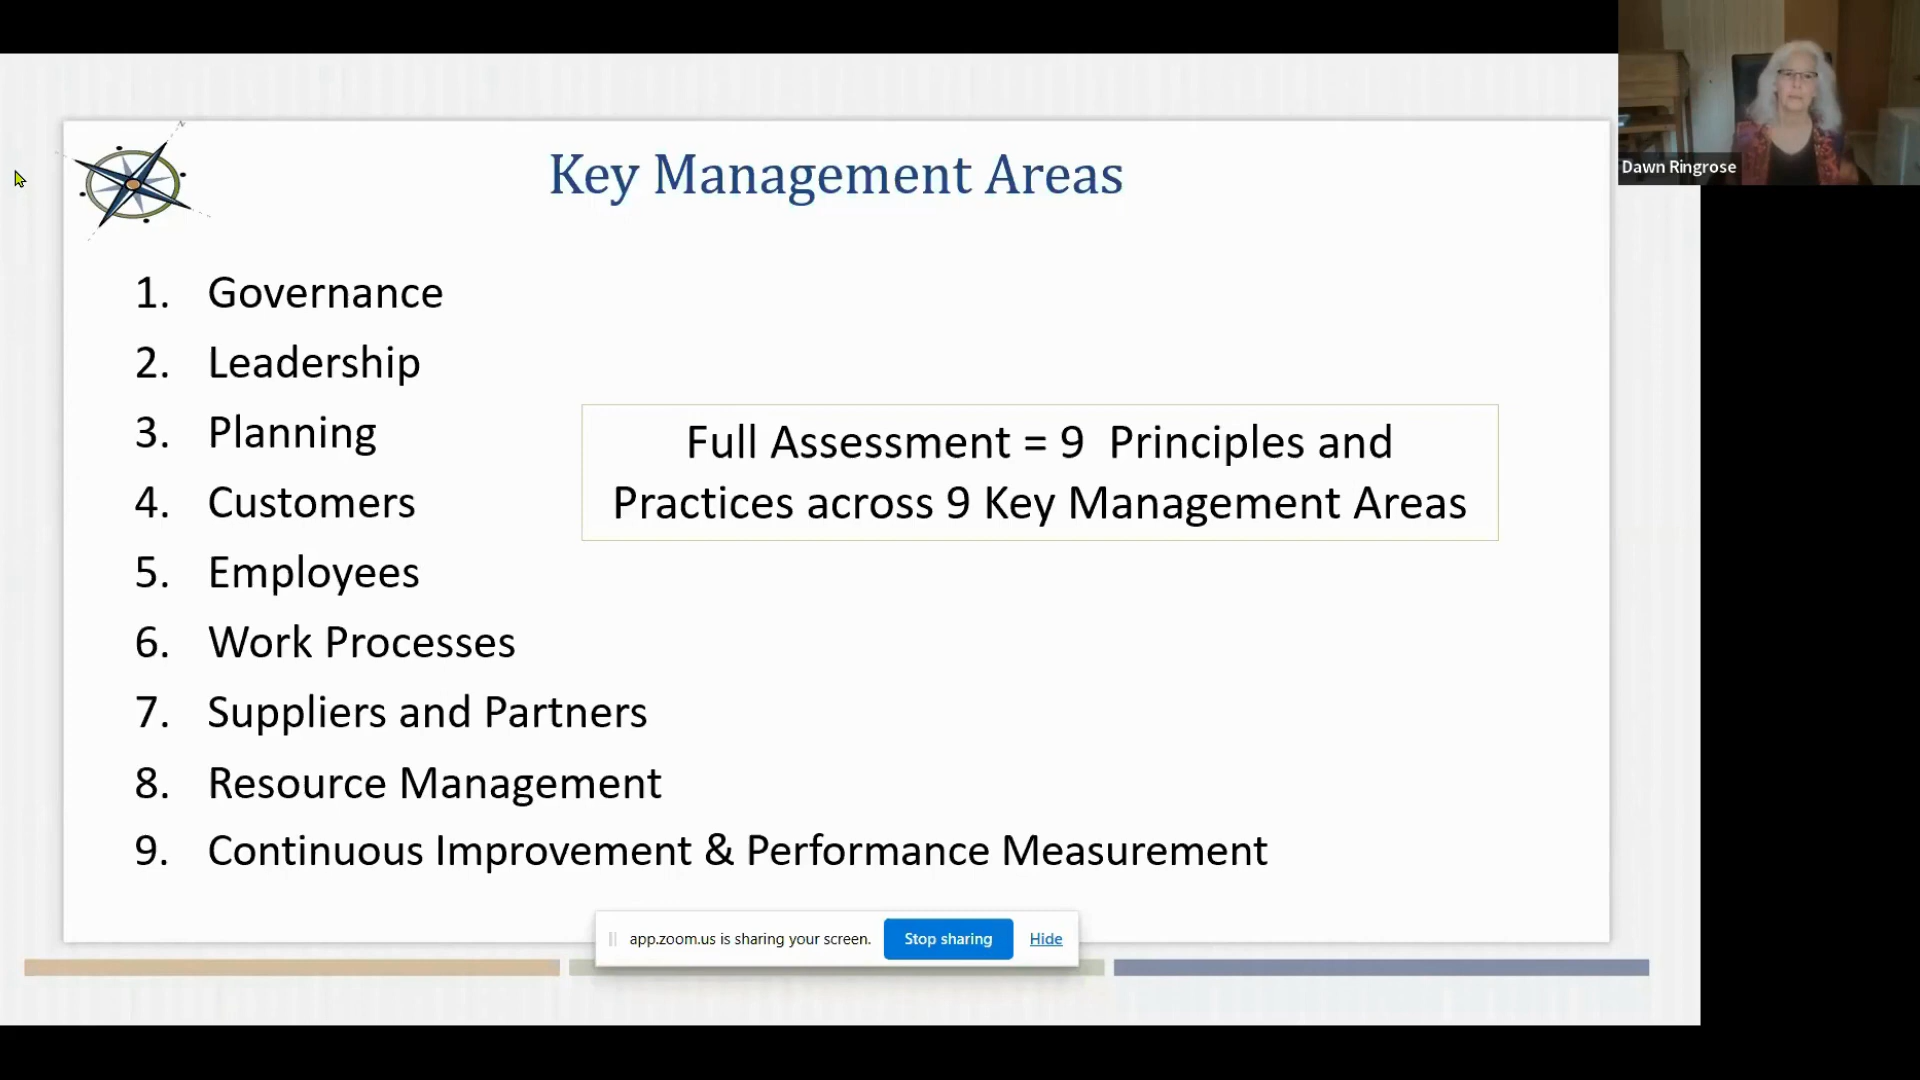 Dawn Ringrose
Key Management Areas
1. Governance
2. Leadership
3. Planning
4. Customers
5. Employees
6. Work Processes
7. Suppliers and Partners
8. Resource Management
9. Continuous Improvement & Performance Measurement
Full Assessment = 9 Principles and
Practices across 9 Key Management Areas
app.zoom.us is sharing your screen. Stop sharing Hide